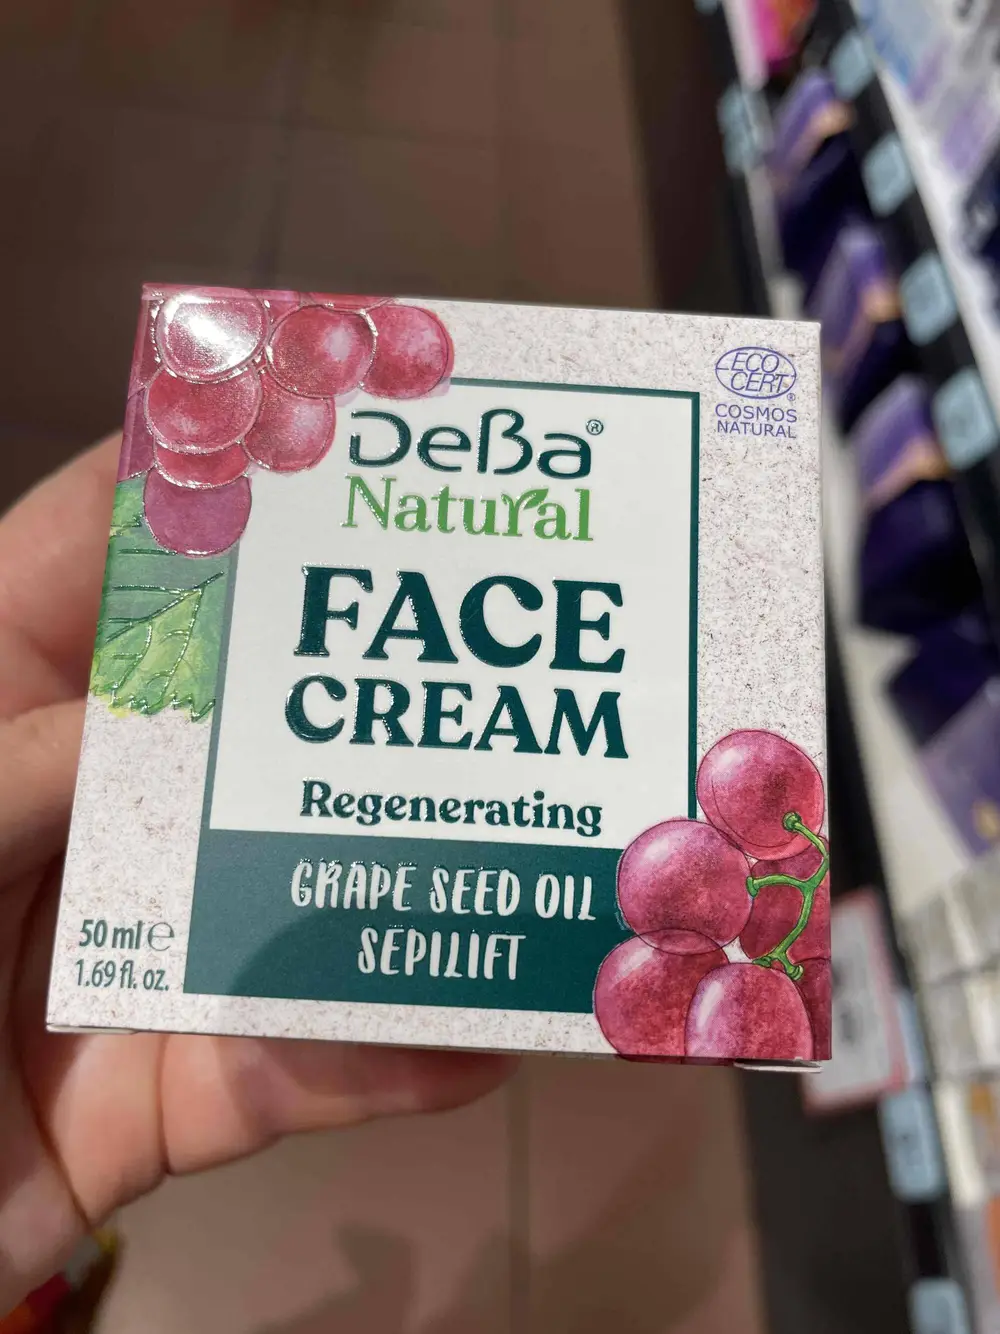 ECO
CERT®
COSMOS
NATURAL
DeBa®
Natural
FACE
CREAM
Regenerating
GRAPE SEED OIL
SEPILIFT
50 ml ℮
1.69 fl. oz.